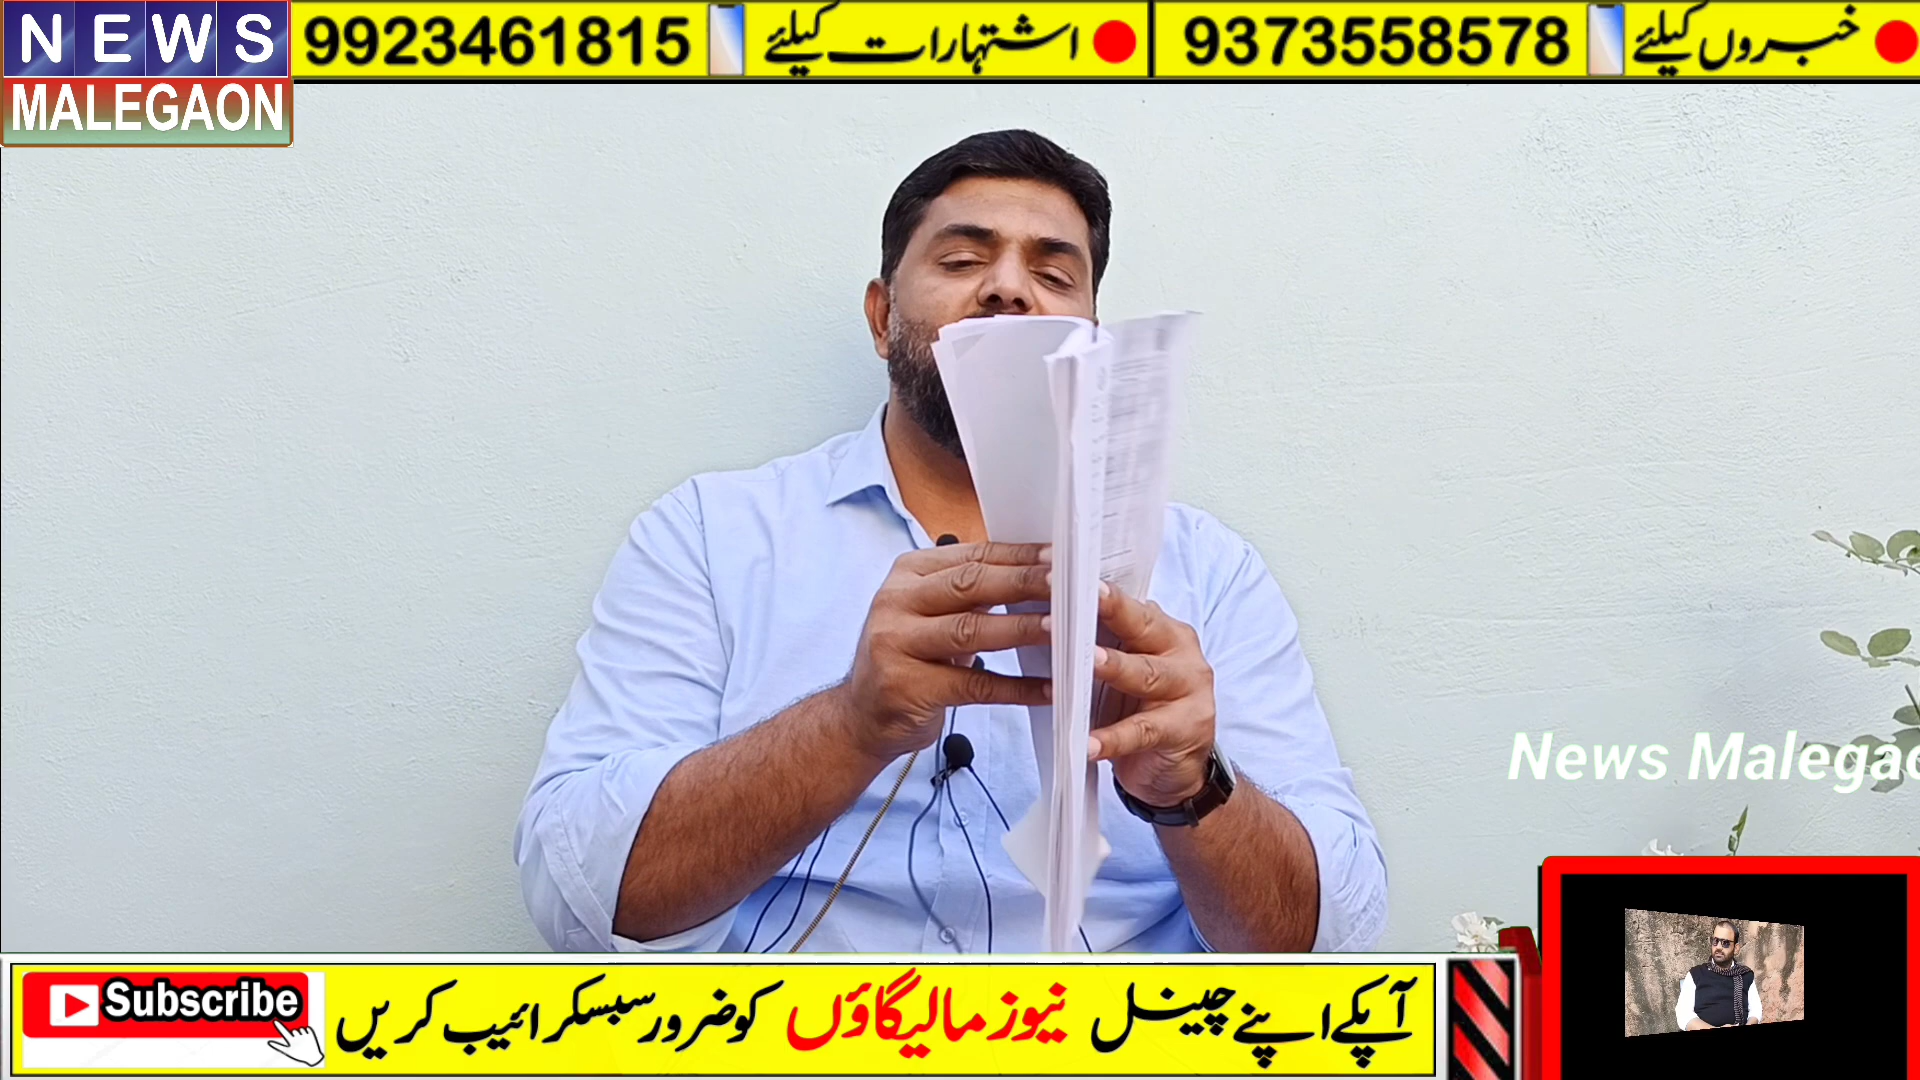 NEWS
MALEGAON
خبروں کیلئے 9373558578
اشتہارات کیلئے 9923461815
News Malegao
آپکے اپنے چینل نیوز مالیگاؤں کو ضرور سبسکرائیب کریں
Subscribe